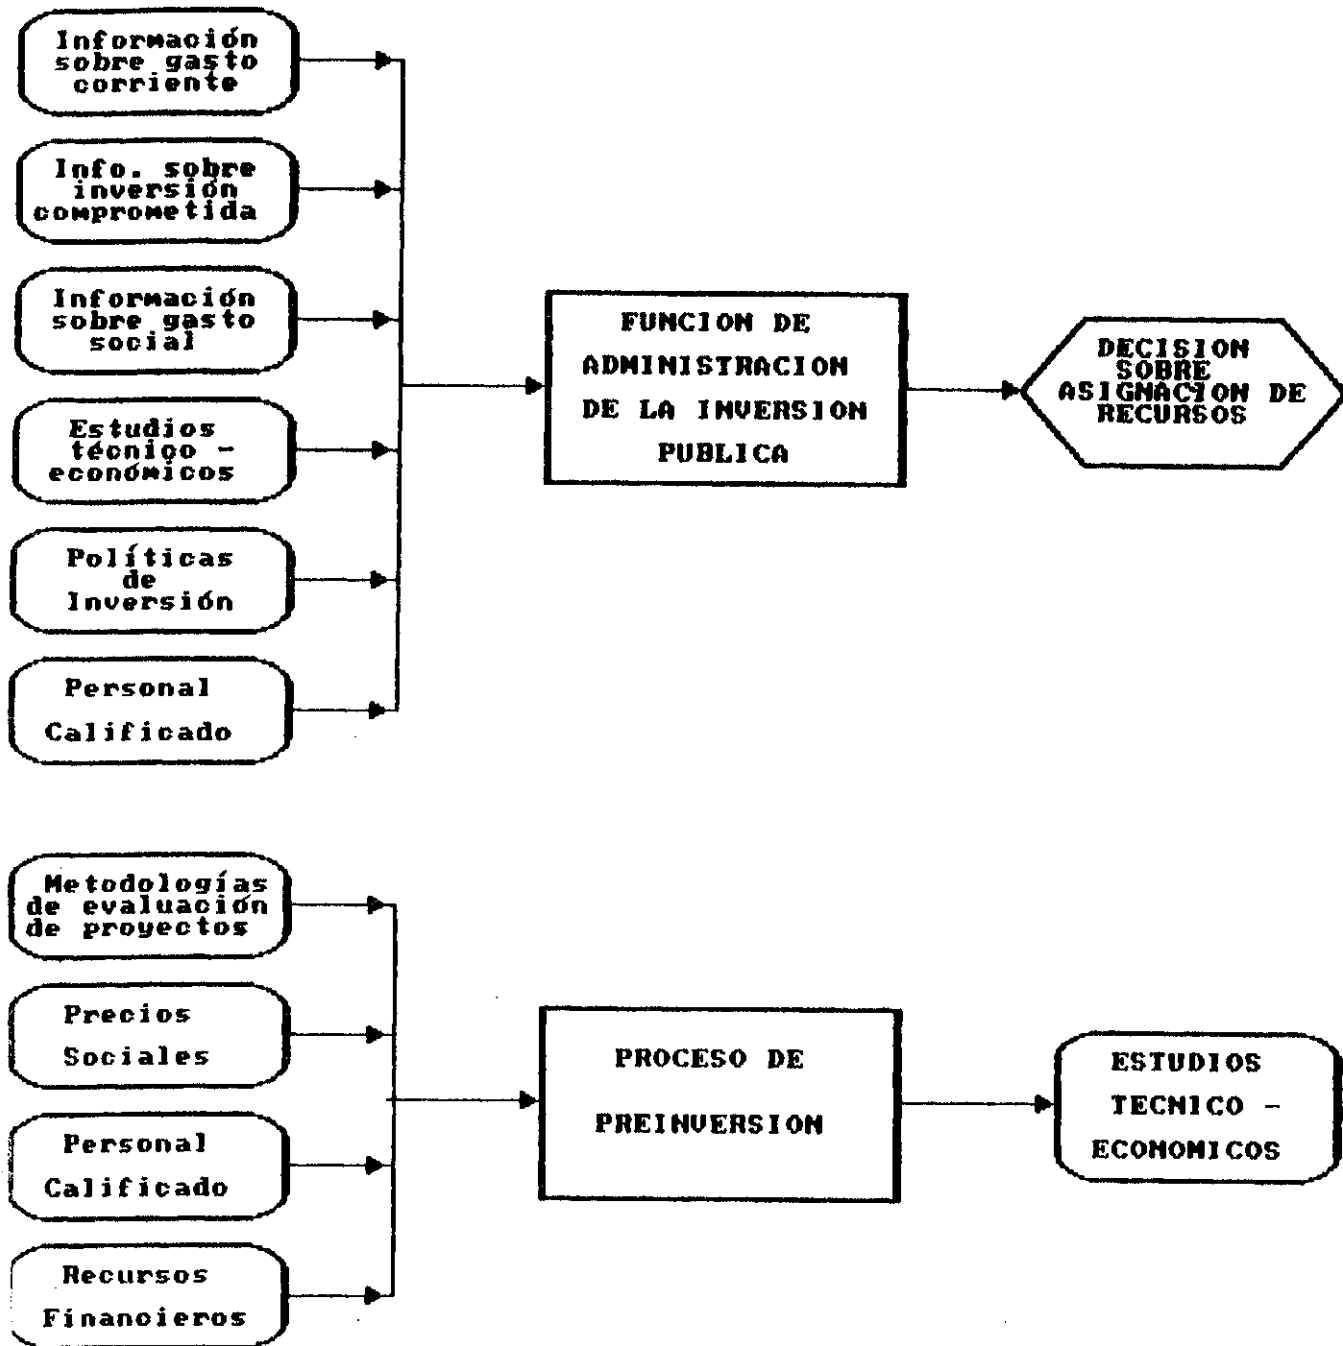 Información
sobre gasto
corriente
Info. sobre
inversión
comprometida
Información
sobre gasto
social
Estudios
técnico -
económicos
Políticas
de
Inversión
Personal
Calificado
FUNCION DE
ADMINISTRACION
DE LA INVERSION
PUBLICA
DECISION
SOBRE
ASIGNACION DE
RECURSOS
Metodologías
de evaluación
de proyectos
Precios
Sociales
Personal
Calificado
Recursos
Financieros
PROCESO DE
PREINVERSION
ESTUDIOS
TECNICO -
ECONOMICOS